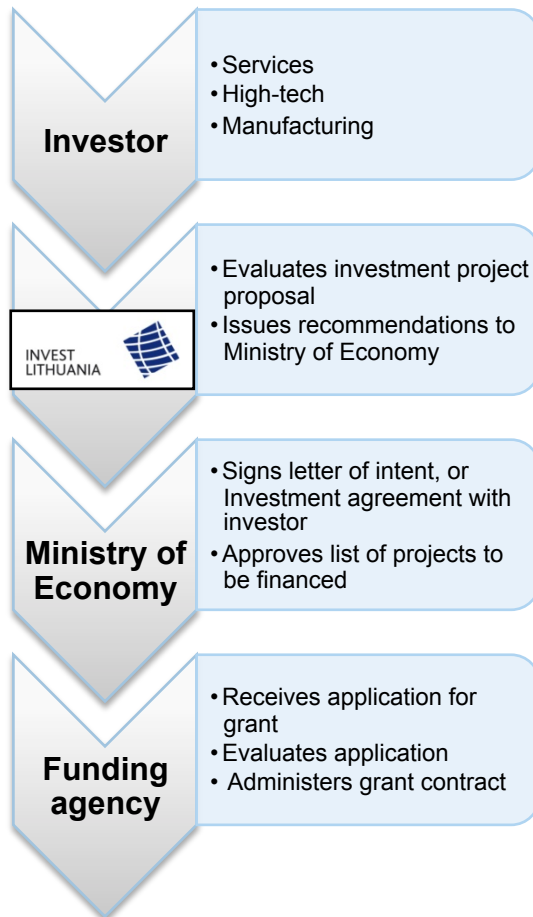 Investor
• Services
• High-tech
• Manufacturing
INVEST
LITHUANIA
• Evaluates investment project
proposal
• Issues recommendations to
Ministry of Economy
Ministry of
Economy
• Signs letter of intent, or
Investment agreement with
investor
• Approves list of projects to
be financed
Funding
agency
• Receives application for
grant
• Evaluates application
• Administers grant contract